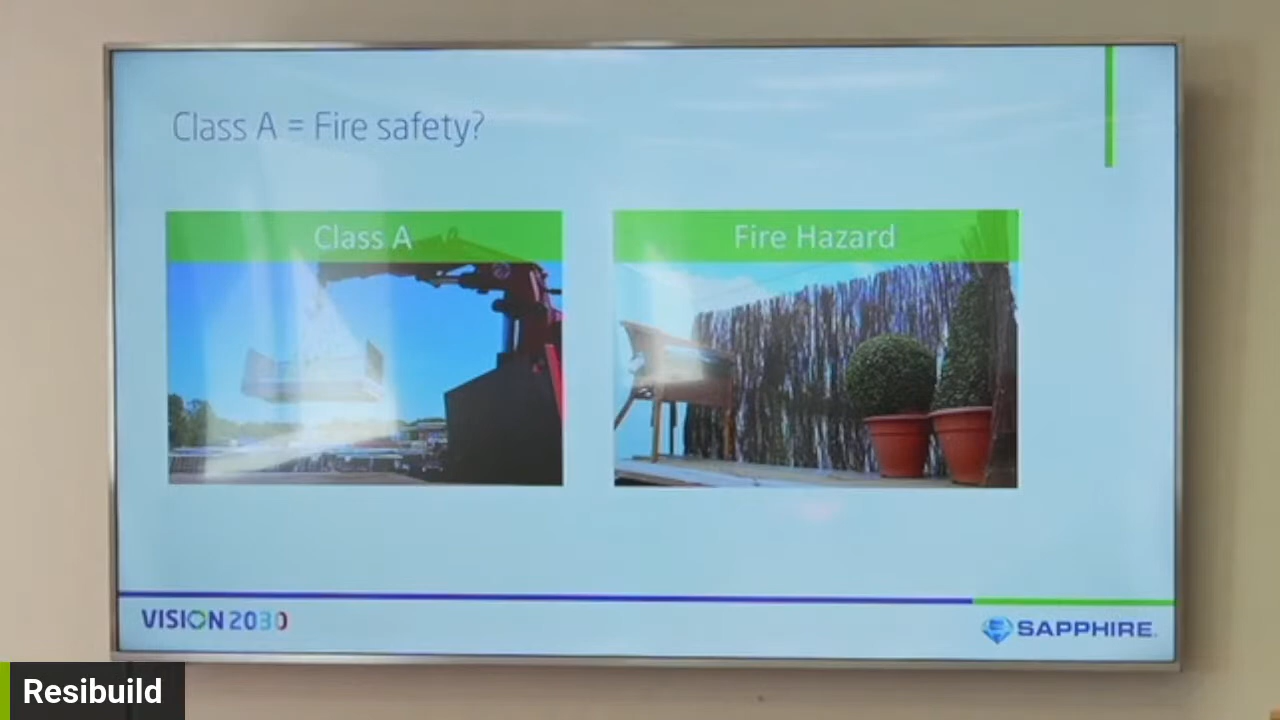 Class A = Fire safety?
Class A
Fire Hazard
VISION 2030
SAPPHIRE
Resibuild